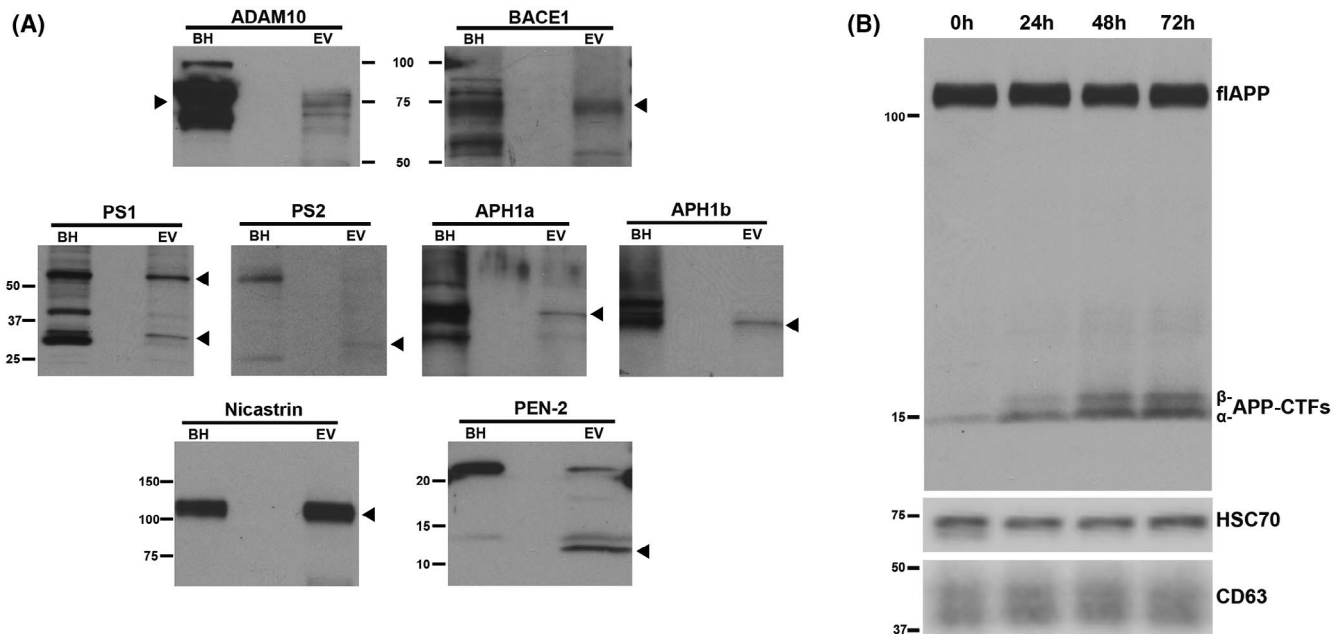 (A)
ADAM10
BH EV
BACE1
BH EV
100
75
50
PS1
BH EV
50
37
25
PS2
BH EV
APH1a
BH EV
APH1b
BH EV
Nicastrin
BH EV
150
100
75
PEN-2
BH EV
20
15
10
(B)
0h 24h 48h 72h
100
flAPP
15
β-
α-
APP-CTFs
75
HSC70
50
CD63
37